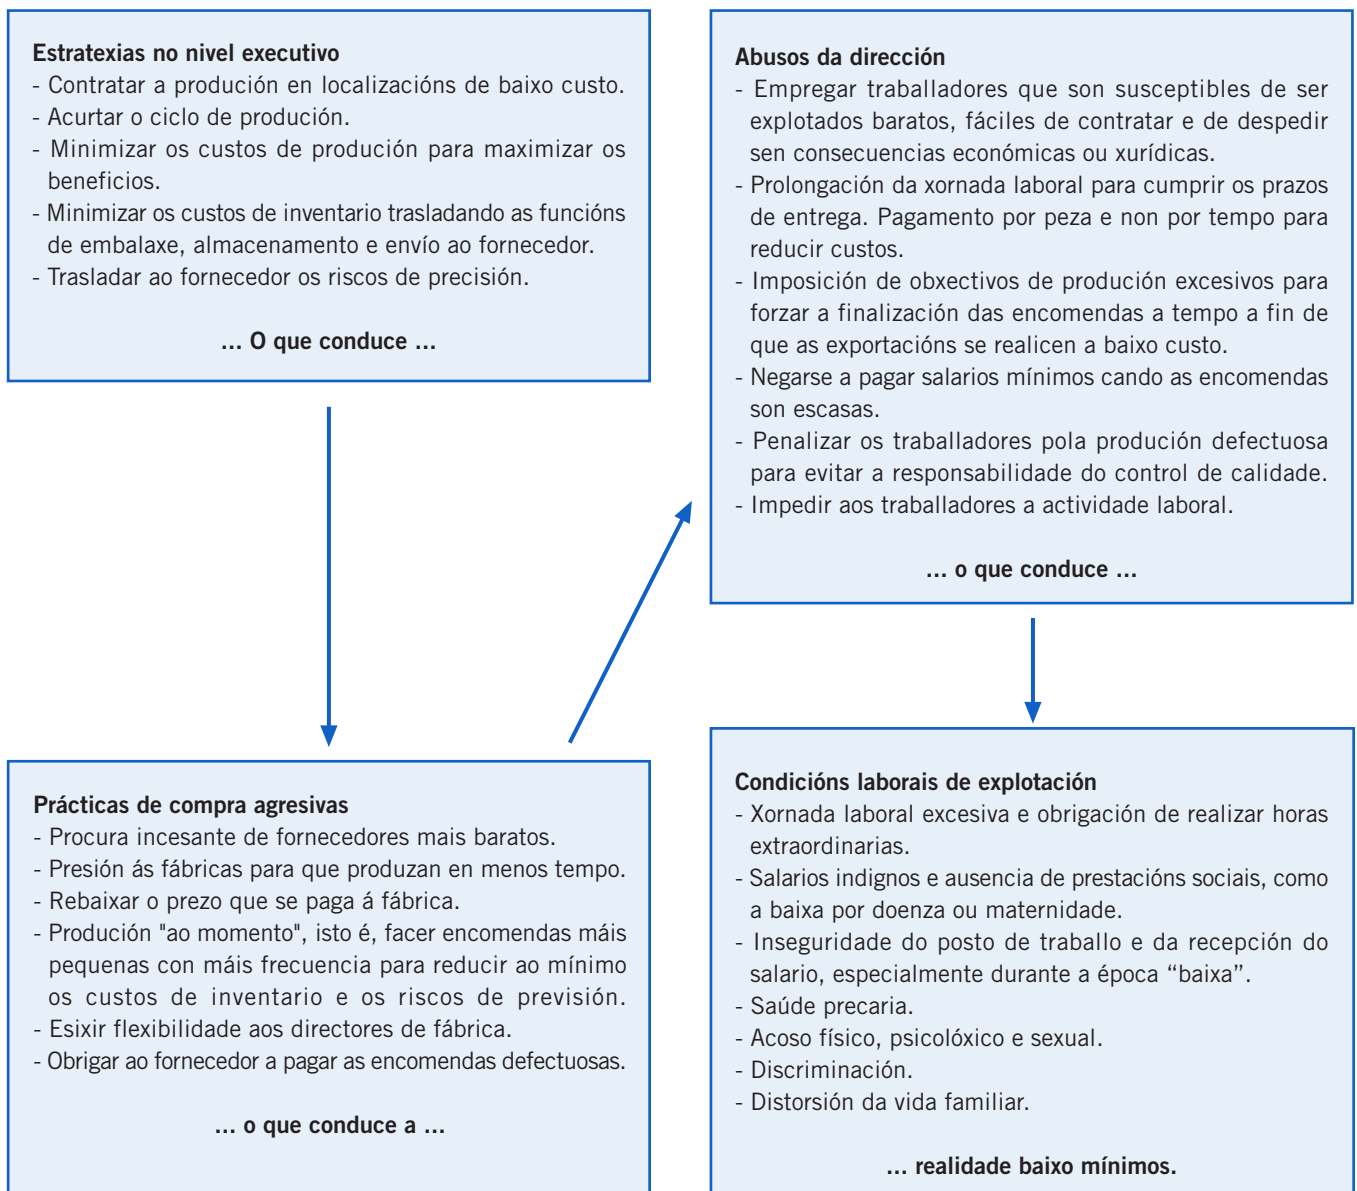 Estratexias no nivel executivo
- Contratar a produción en localizacións de baixo custo.
- Acurtar o ciclo de produción.
- Minimizar os custos de produción para maximizar os
beneficios.
- Minimizar os custos de inventario trasladando as funcións
de embalaxe, almacenamento e envío ao fornecedor.
- Trasladar ao fornecedor os riscos de precisión.
... O que conduce ...
Prácticas de compra agresivas
- Procura incesante de fornecedores mais baratos.
- Presión ás fábricas para que produzan en menos tempo.
- Rebaixar o prezo que se paga á fábrica.
- Produción "ao momento", isto é, facer encomendas máis
pequenas con máis frecuencia para reducir ao mínimo
os custos de inventario e os riscos de previsión.
- Esixir flexibilidade aos directores de fábrica.
- Obrigar ao fornecedor a pagar as encomendas defectuosas.
... o que conduce a ...
Abusos da dirección
- Empregar traballadores que son susceptibles de ser
explotados baratos, fáciles de contratar e de despedir
sen consecuencias económicas ou xurídicas.
- Prolongación da xornada laboral para cumprir os prazos
de entrega. Pagamento por peza e non por tempo para
reducir custos.
- Imposición de obxectivos de produción excesivos para
forzar a finalización das encomendas a tempo a fin de
que as exportacións se realicen a baixo custo.
- Negarse a pagar salarios mínimos cando as encomendas
son escasas.
- Penalizar os traballadores pola produción defectuosa
para evitar a responsabilidade do control de calidade.
- Impedir aos traballadores a actividade laboral.
... o que conduce ...
Condicións laborais de explotación
- Xornada laboral excesiva e obrigación de realizar horas
extraordinarias.
- Salarios indignos e ausencia de prestacións sociais, como
a baixa por doenza ou maternidade.
- Inseguridade do posto de traballo e da recepción do
salario, especialmente durante a época “baixa”.
- Saúde precaria.
- Acoso físico, psicolóxico e sexual.
- Discriminación.
- Distorsión da vida familiar.
... realidade baixo mínimos.